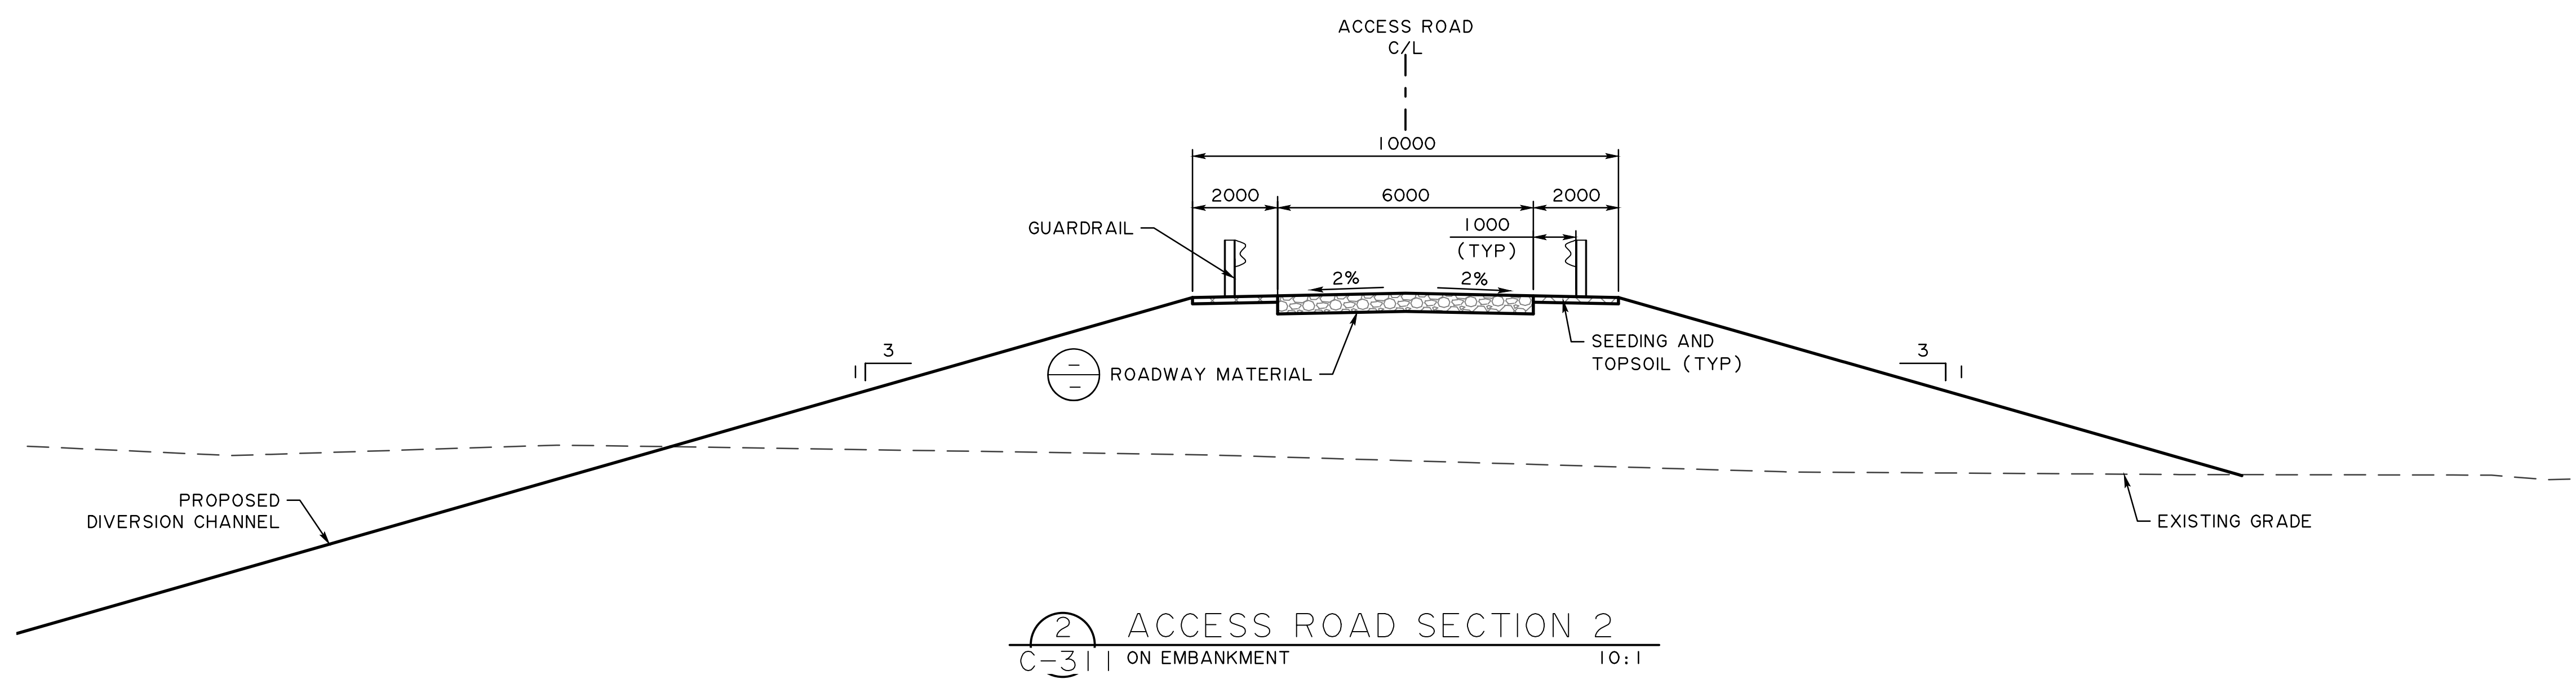 ACCESS ROAD
C/L
10000
2000
6000
2000
GUARDRAIL
1000
(TYP)
2%
2%
3
1
ROADWAY MATERIAL
SEEDING AND
TOPSOIL (TYP)
3
1
PROPOSED
DIVERSION CHANNEL
EXISTING GRADE
2
ACCESS ROAD SECTION 2
C-311
ON EMBANKMENT
10:1